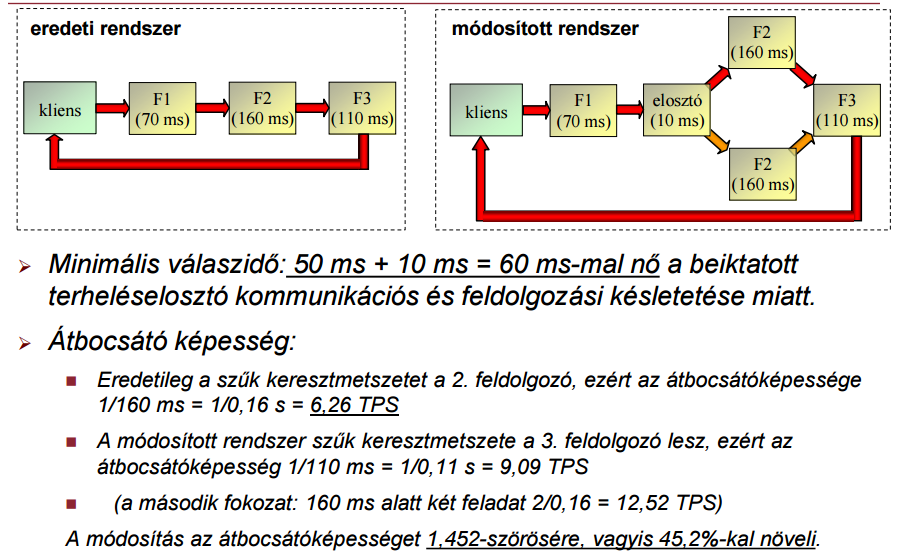 eredeti rendszer
kliens
F1
(70 ms)
F2
(160 ms)
F3
(110 ms)
módosított rendszer
kliens
F1
(70 ms)
elosztó
(10 ms)
F2
(160 ms)
F2
(160 ms)
F3
(110 ms)
Minimális válaszidő: 50 ms + 10 ms = 60 ms-mal nő a beiktatott
terheléselosztó kommunikációs és feldolgozási késletetése miatt.
Átbocsátó képesség:
Eredetileg a szűk keresztmetszetet a 2. feldolgozó, ezért az átbocsátóképessége
1/160 ms = 1/0,16 s = 6,26 TPS
A módosított rendszer szűk keresztmetszete a 3. feldolgozó lesz, ezért az
átbocsátóképesség 1/110 ms = 1/0,11 s = 9,09 TPS
(a második fokozat: 160 ms alatt két feladat 2/0,16 = 12,52 TPS)
A módosítás az átbocsátóképességet 1,452-szörösére, vagyis 45,2%-kal növeli.